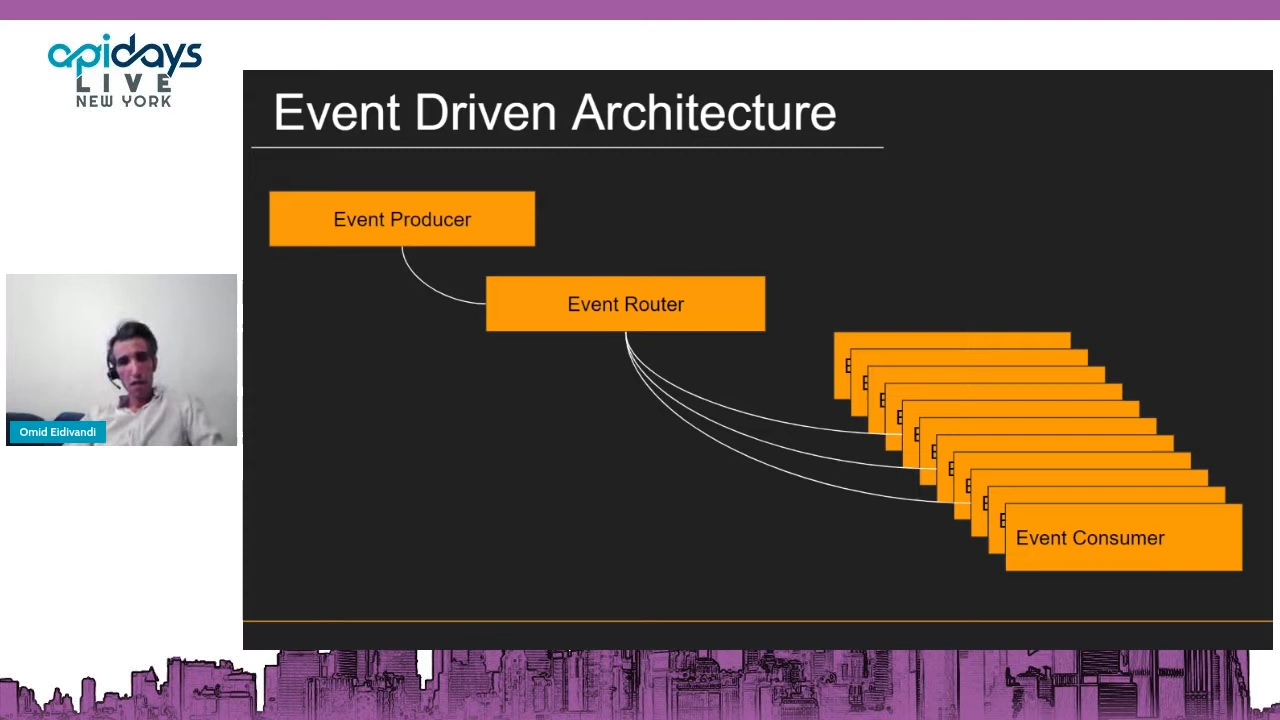 apidays
LIVE
NEW YORK
Event Driven Architecture
Event Producer
Event Router
E
E
E
E
E
E
E
E
E
E
Event Consumer
Omid Eidivandi